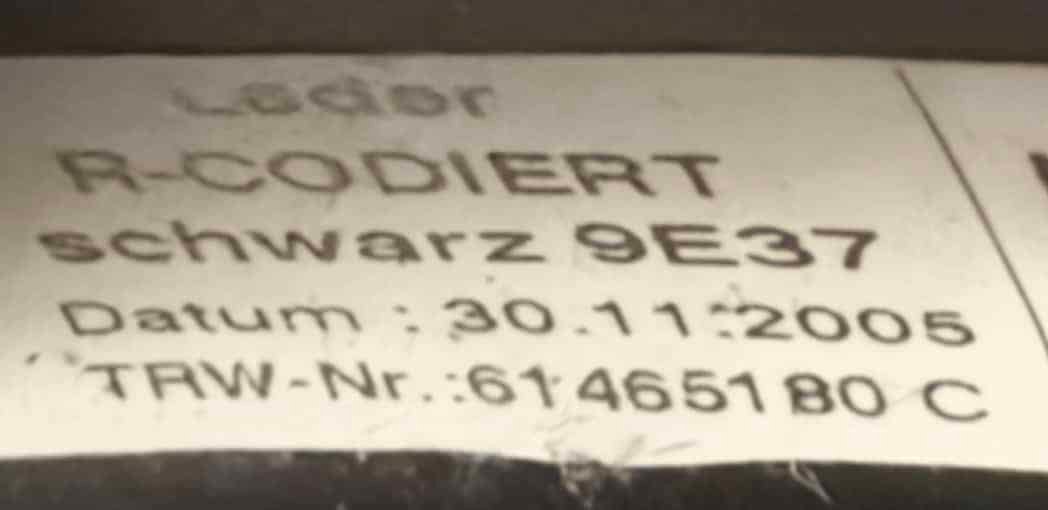 Leder
R-CODIERT
schwarz 9E37
Datum : 30.11.2005
TRW-Nr.:61465180 C